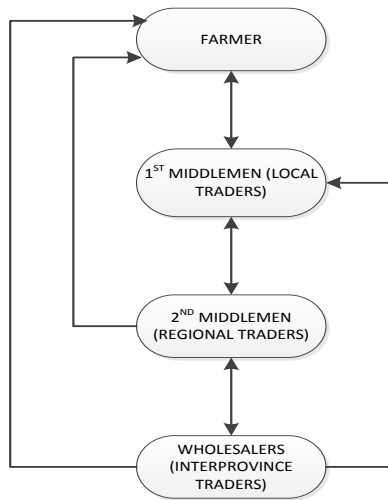 FARMER
1ST MIDDLEMEN (LOCAL
TRADERS)
2ND MIDDLEMEN
(REGIONAL TRADERS)
WHOLESALERS
(INTERPROVINCE
TRADERS)